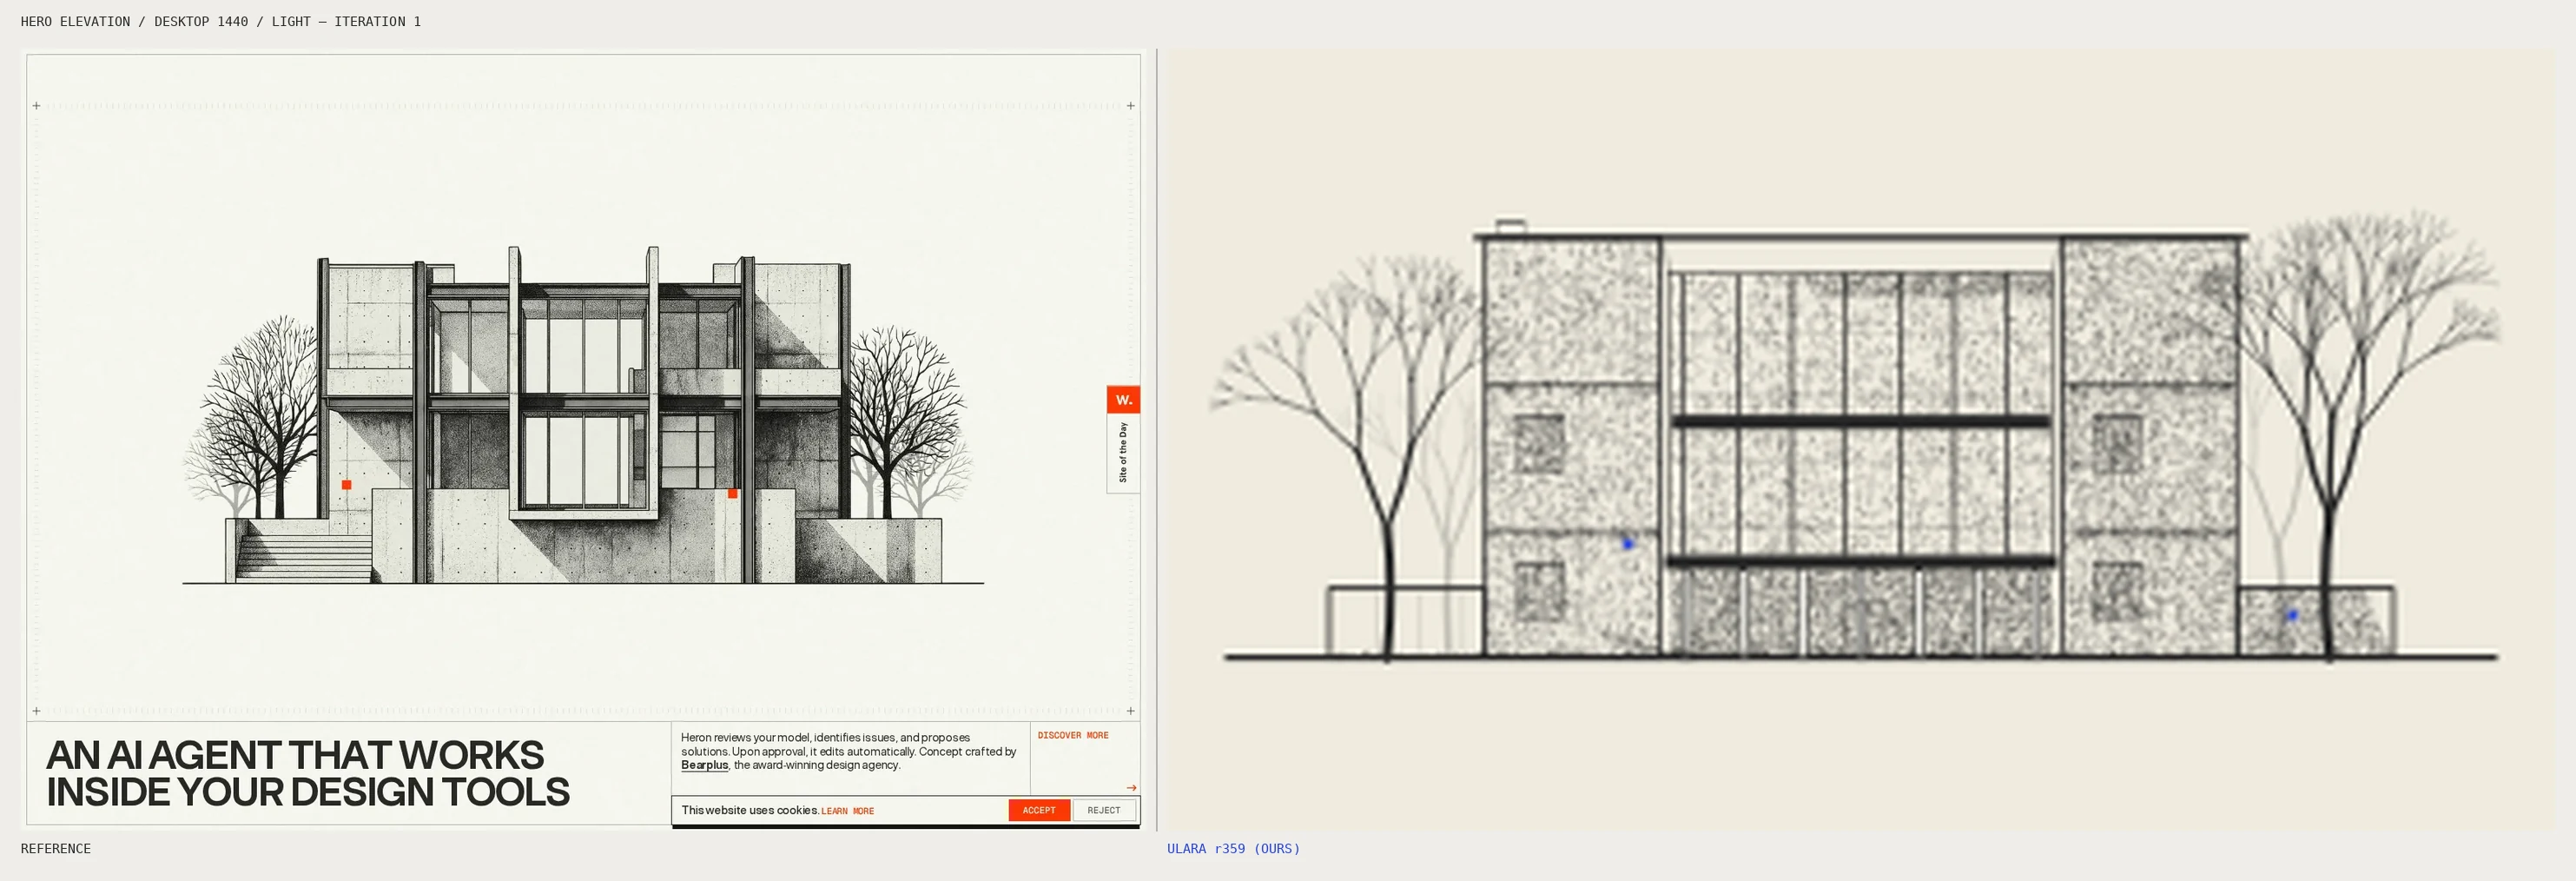 HERO ELEVATION / DESKTOP 1440 / LIGHT — ITERATION 1
W.
Site of the Day
AN AI AGENT THAT WORKS
INSIDE YOUR DESIGN TOOLS
Heron reviews your model, identifies issues, and proposes
solutions. Upon approval, it edits automatically. Concept crafted by
Bearplus, the award-winning design agency.
DISCOVER MORE
→
This website uses cookies. LEARN MORE
ACCEPT
REJECT
REFERENCE
ULARA r359 (OURS)